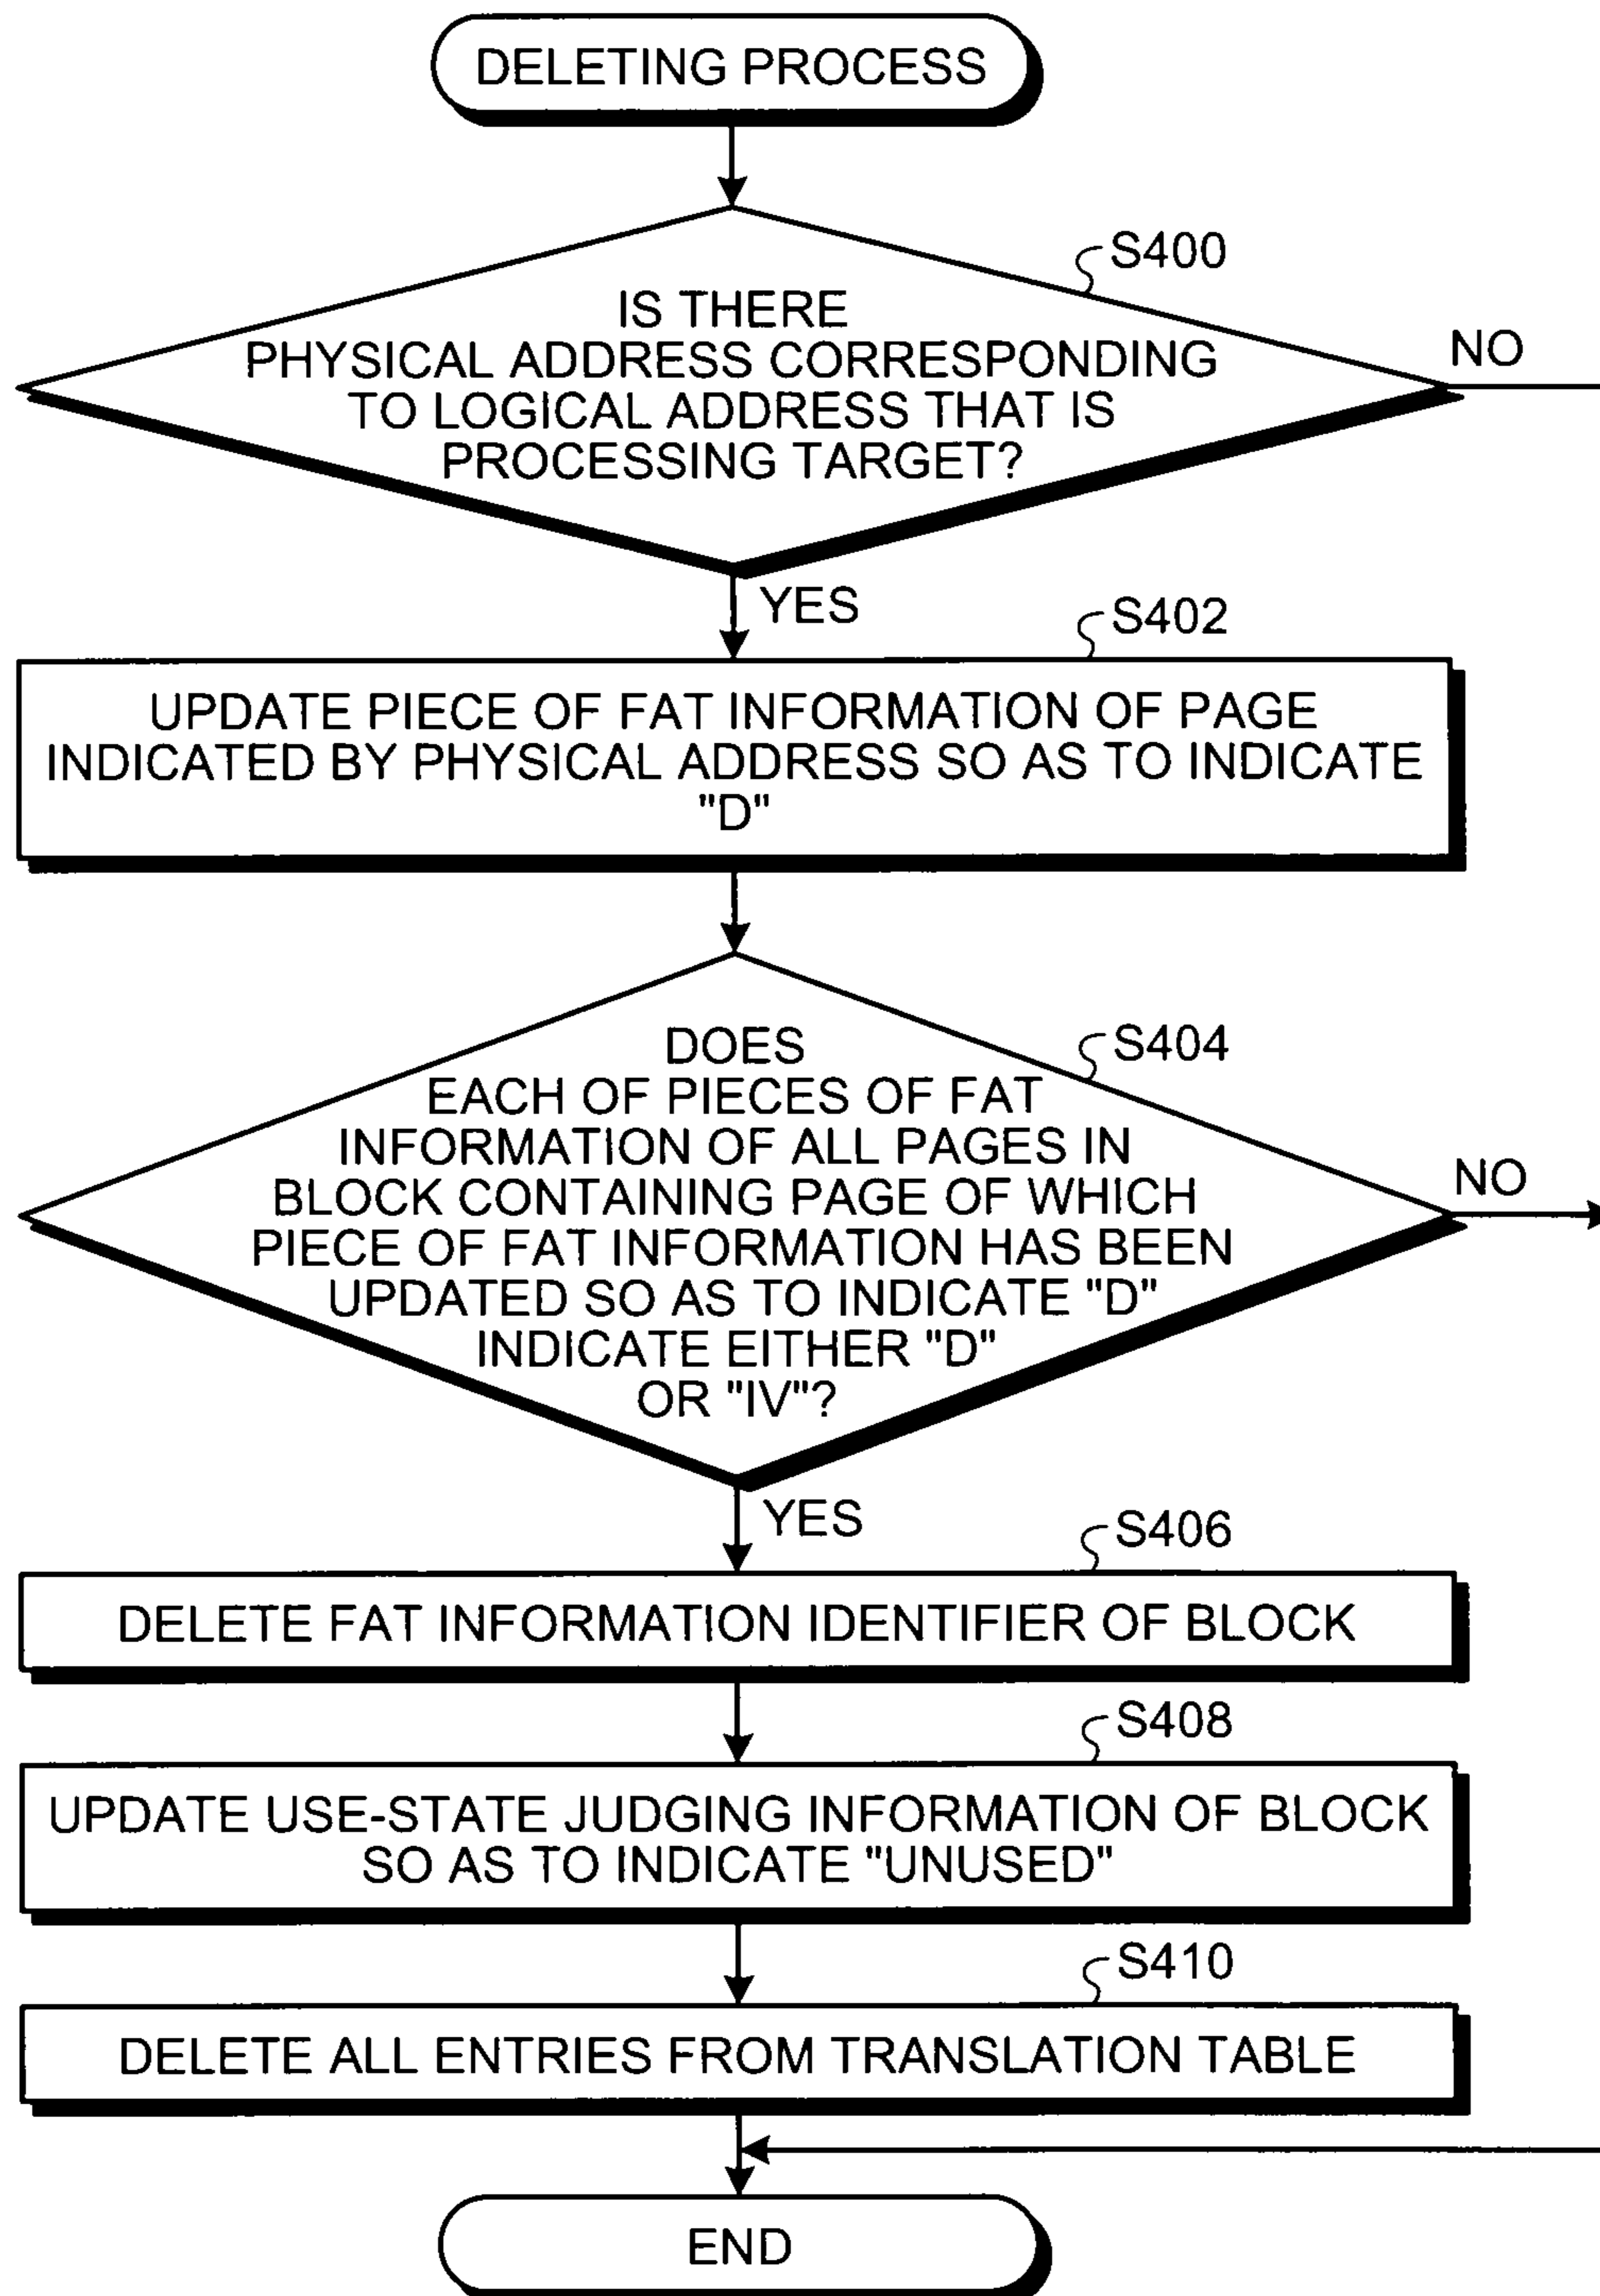 DELETING PROCESS
S400
IS THERE
PHYSICAL ADDRESS CORRESPONDING
TO LOGICAL ADDRESS THAT IS
PROCESSING TARGET?
NO
YES
S402
UPDATE PIECE OF FAT INFORMATION OF PAGE
INDICATED BY PHYSICAL ADDRESS SO AS TO INDICATE
"D"
S404
DOES
EACH OF PIECES OF FAT
INFORMATION OF ALL PAGES IN
BLOCK CONTAINING PAGE OF WHICH
PIECE OF FAT INFORMATION HAS BEEN
UPDATED SO AS TO INDICATE "D"
INDICATE EITHER "D"
OR "IV"?
NO
YES
S406
DELETE FAT INFORMATION IDENTIFIER OF BLOCK
S408
UPDATE USE-STATE JUDGING INFORMATION OF BLOCK
SO AS TO INDICATE "UNUSED"
S410
DELETE ALL ENTRIES FROM TRANSLATION TABLE
END